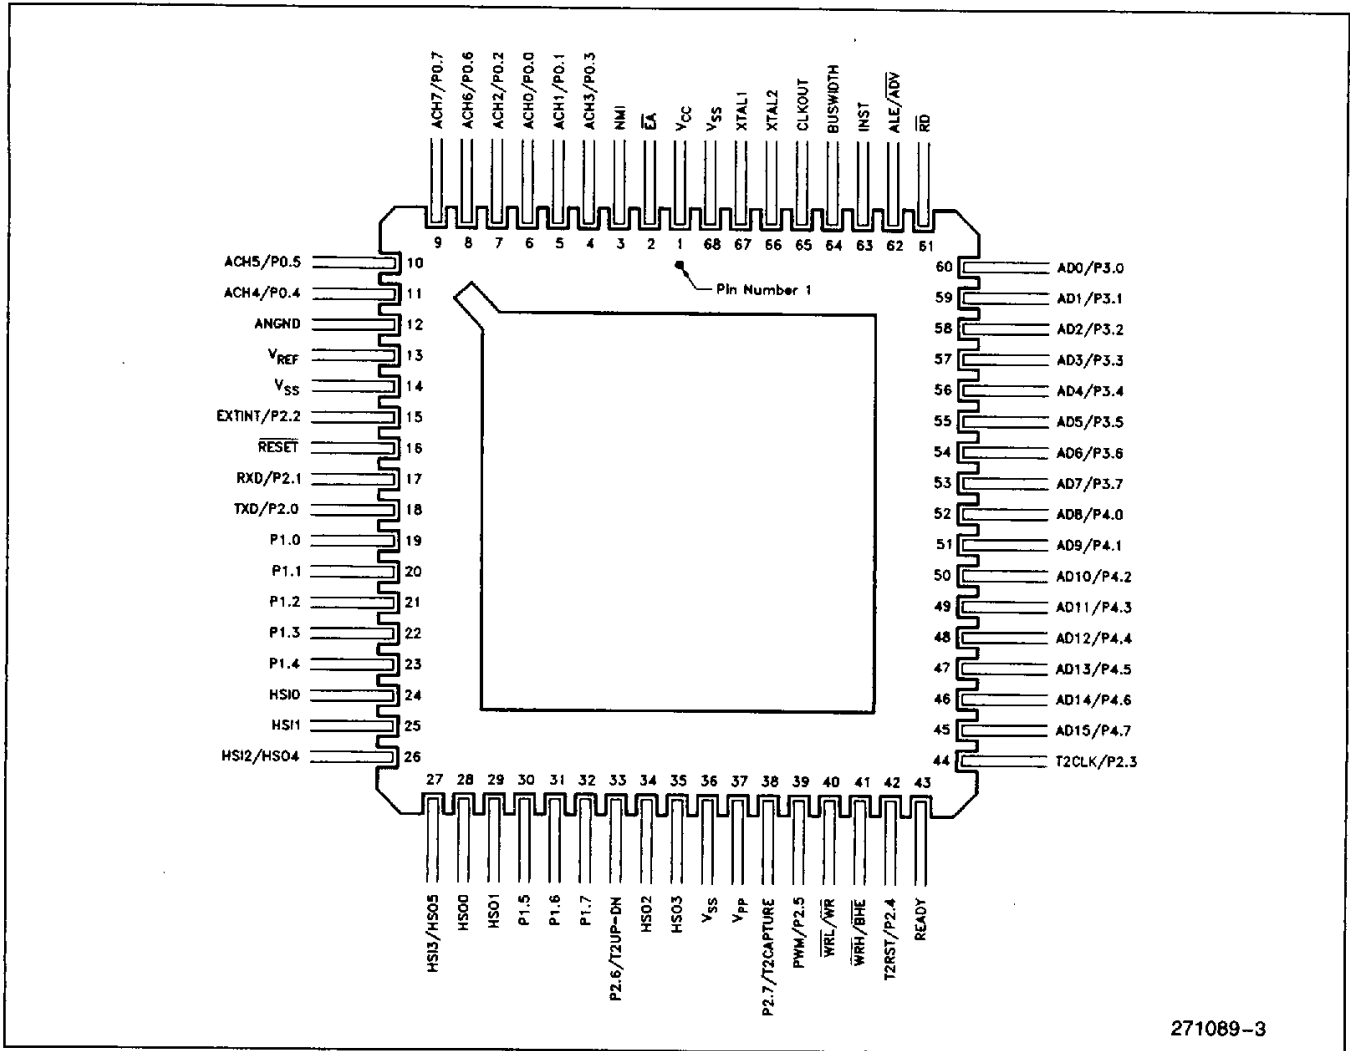 ACH7/P0.7
ACH6/P0.6
ACH2/P0.2
ACH0/P0.0
ACH1/P0.1
ACH3/P0.3
NMI
EA
VCC
VSS
XTAL1
XTAL2
CLKOUT
BUSWIDTH
INST
ALE/ADV
RD
9 8 7 6 5 4 3 2 1 68 67 66 65 64 63 62 61
Pin Number 1
ACH5/P0.5 10
ACH4/P0.4 11
ANGND 12
VREF 13
VSS 14
EXTINT/P2.2 15
RESET 16
RXD/P2.1 17
TXD/P2.0 18
P1.0 19
P1.1 20
P1.2 21
P1.3 22
P1.4 23
HSI0 24
HSI1 25
HSI2/HSO4 26
60 AD0/P3.0
59 AD1/P3.1
58 AD2/P3.2
57 AD3/P3.3
56 AD4/P3.4
55 AD5/P3.5
54 AD6/P3.6
53 AD7/P3.7
52 AD8/P4.0
51 AD9/P4.1
50 AD10/P4.2
49 AD11/P4.3
48 AD12/P4.4
47 AD13/P4.5
46 AD14/P4.6
45 AD15/P4.7
44 T2CLK/P2.3
27 28 29 30 31 32 33 34 35 36 37 38 39 40 41 42 43
HSI3/HSO5
HSO0
HSO1
P1.5
P1.6
P1.7
P2.6/T2UP-DN
HSO2
HSO3
VSS
VPP
P2.7/T2CAPTURE
PWM/P2.5
WRL/WR
WRH/BHE
T2RST/P2.4
READY
271089-3